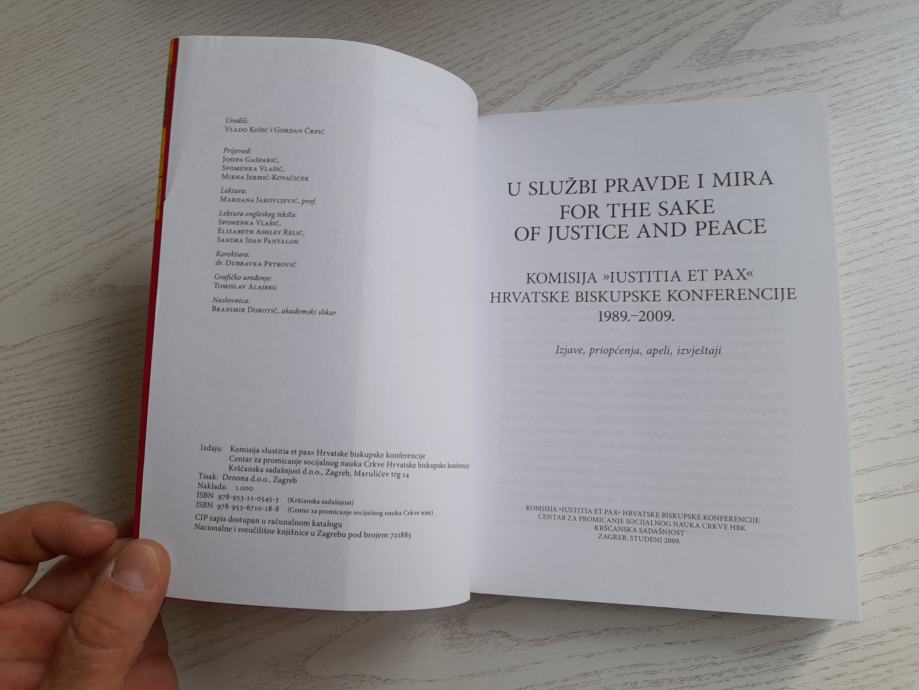 Uredili:
Vlado Košić i Gordan Črpić
Prijevod:
Josipa Gašparić,
Spomenka Vlašić,
Mirna Jermić-Kovačiček
Lektura:
Marijana Jakovljević, prof.
Lektura engleskog teksta:
Spomenka Vlašić,
Elizabeth Ashley Relić,
Sandra Joan Pantalon
Korektura:
dr. Dubravka Petrović
Grafičko uređenje:
Tomislav Alajbeg
Naslovnica:
Branimir Dorotić, akademski slikar
Izdaju: Komisija »Iustitia et pax« Hrvatske biskupske konferencije
Centar za promicanje socijalnog nauka Crkve Hrvatske biskupske konferencije
Kršćanska sadašnjost d.o.o., Zagreb, Marulićev trg 14
Tisak: Denona d.o.o., Zagreb
Naklada: 1.000
ISBN 978-953-11-0545-3 (Kršćanska sadašnjost)
ISBN 978-953-6710-18-8 (Centar za promicanje socijalnog nauka Crkve HBK)
CIP zapis dostupan u računalnom katalogu
Nacionalne i sveučilišne knjižnice u Zagrebu pod brojem 721883
U SLUŽBI PRAVDE I MIRA
FOR THE SAKE
OF JUSTICE AND PEACE
KOMISIJA »IUSTITIA ET PAX«
HRVATSKE BISKUPSKE KONFERENCIJE
1989.–2009.
Izjave, priopćenja, apeli, izvještaji
KOMISIJA »IUSTITIA ET PAX« HRVATSKE BISKUPSKE KONFERENCIJE
CENTAR ZA PROMICANJE SOCIJALNOG NAUKA CRKVE HBK
KRŠĆANSKA SADAŠNJOST
ZAGREB, STUDENI 2009.